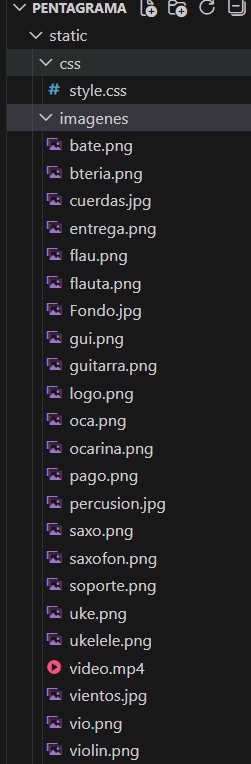 PENTAGRAMA
static
css
# style.css
imagenes
bate.png
bteria.png
cuerdas.jpg
entrega.png
flau.png
flauta.png
Fondo.jpg
gui.png
guitarra.png
logo.png
oca.png
ocarina.png
pago.png
percusion.jpg
saxo.png
saxofon.png
soporte.png
uke.png
ukelele.png
video.mp4
vientos.jpg
vio.png
violin.png